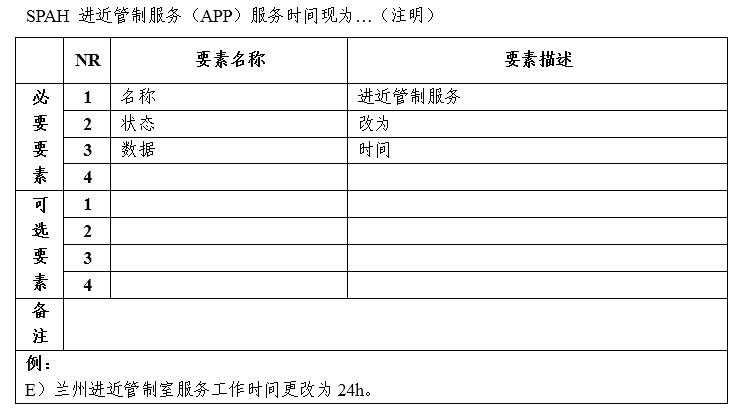 SPAH 进近管制服务（APP）服务时间现为…（注明）
NR 要素名称 要素描述
必要要素
1 名称 进近管制服务
2 状态 改为
3 数据 时间
4
可选要素
1
2
3
4
备注
例：
E）兰州进近管制室服务工作时间更改为 24h。